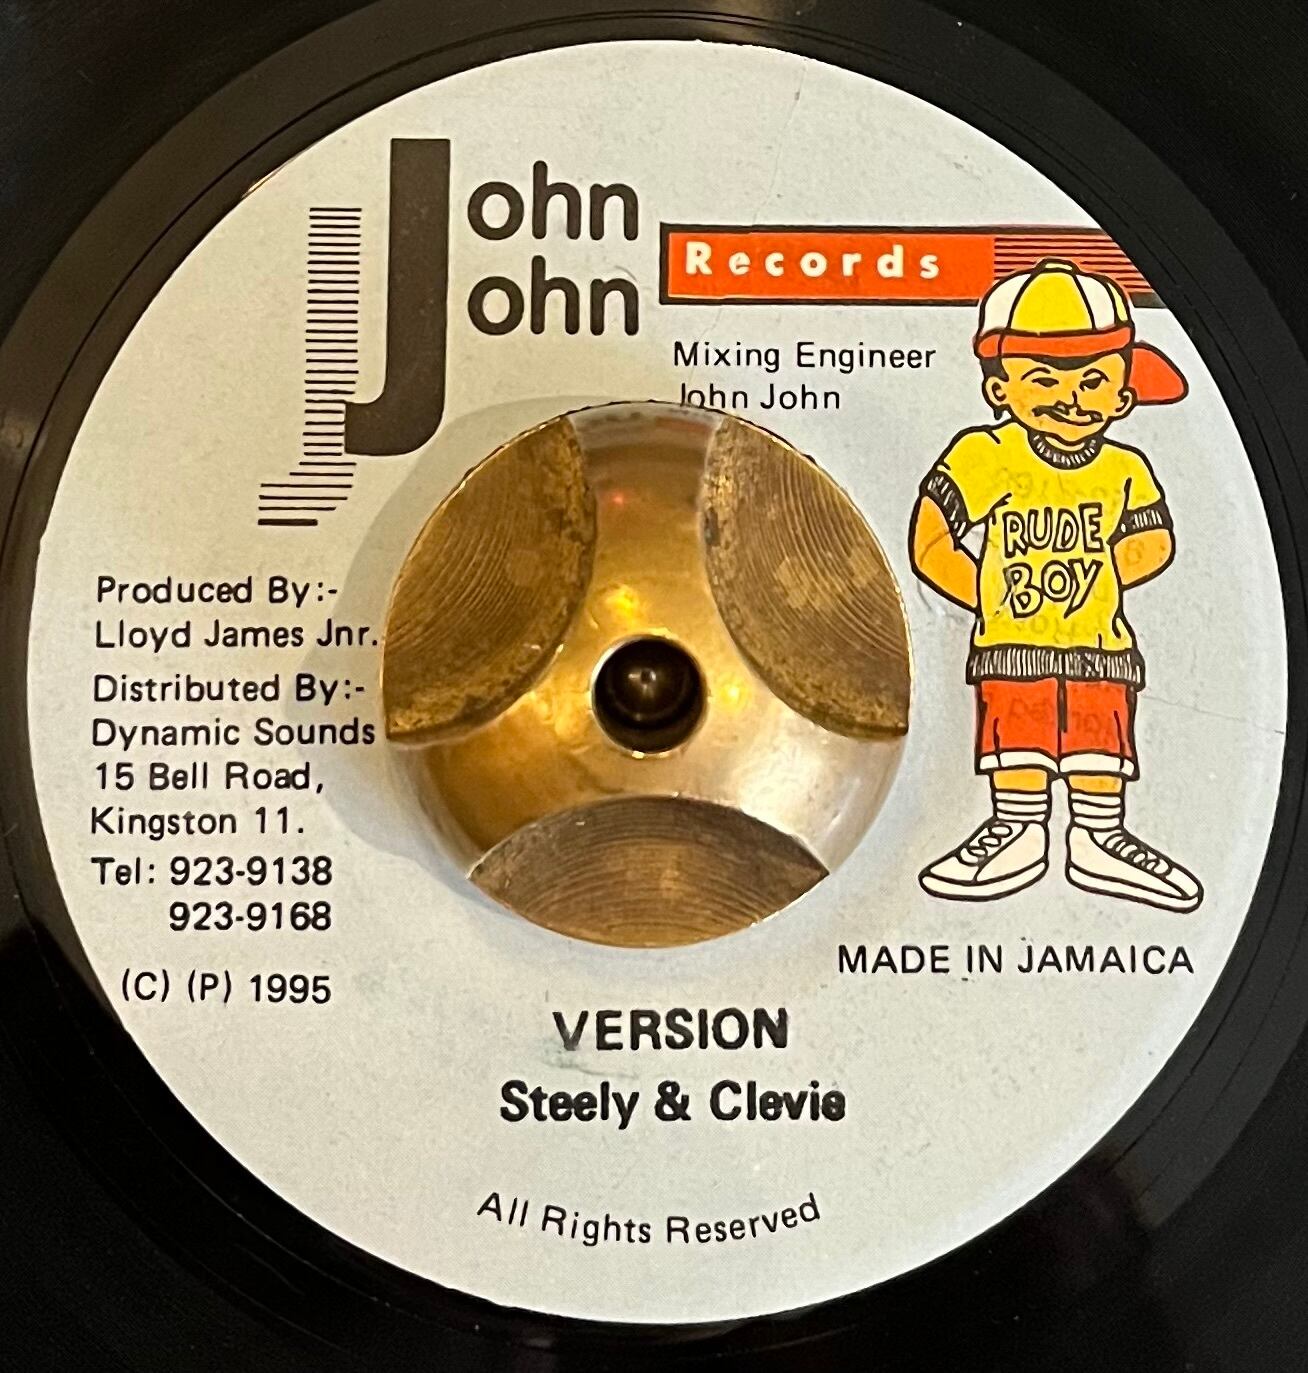 John
John
Records
Mixing Engineer
John John
RUDE
BOY
Produced By:-
Lloyd James Jnr.
Distributed By:-
Dynamic Sounds
15 Bell Road,
Kingston 11.
Tel: 923-9138
923-9168
(C) (P) 1995
MADE IN JAMAICA
VERSION
Steely & Clevie
All Rights Reserved